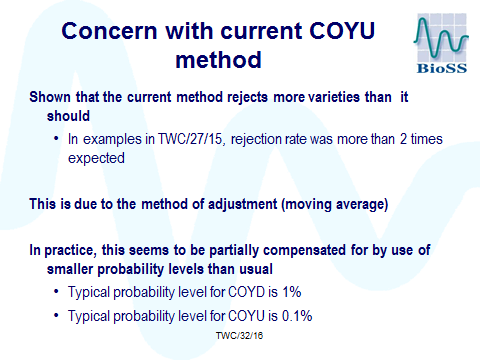 Concern with current COYU
method
BioSS
Shown that the current method rejects more varieties than it
should
• In examples in TWC/27/15, rejection rate was more than 2 times
expected
This is due to the method of adjustment (moving average)
In practice, this seems to be partially compensated for by use of
smaller probability levels than usual
• Typical probability level for COYD is 1%
• Typical probability level for COYU is 0.1%
TWC/32/16